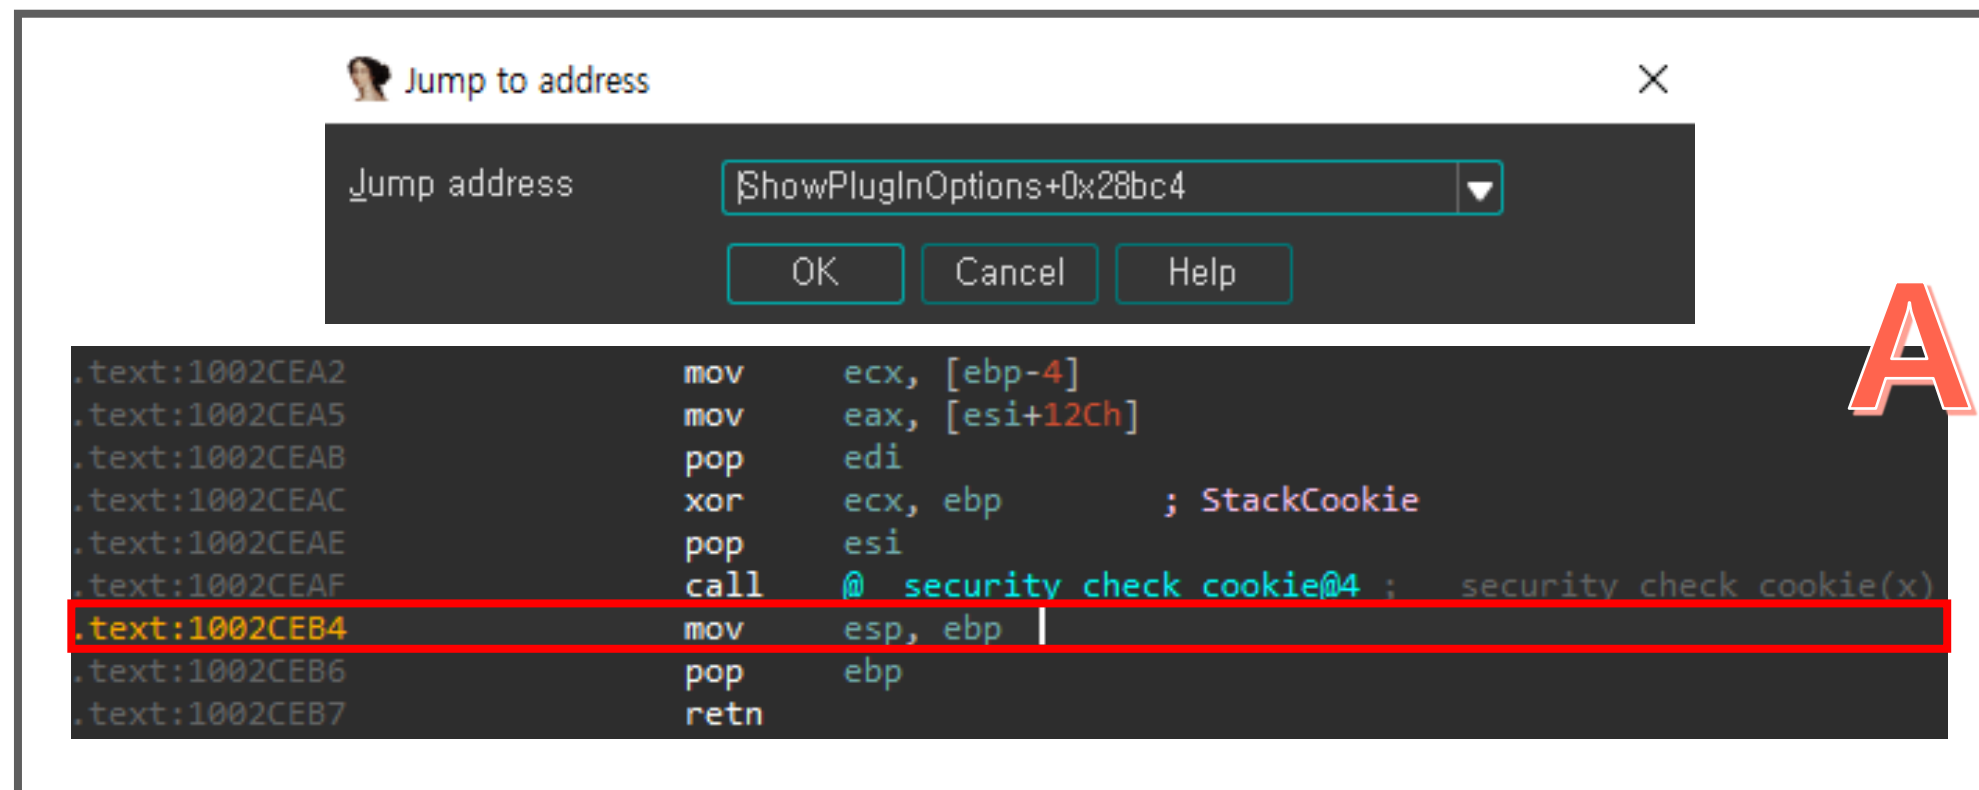 Jump to address
Jump address ShowPlugInOptions+0x28bc4
OK Cancel Help
A
.text:1002CEA2 mov ecx, [ebp-4]
.text:1002CEA5 mov eax, [esi+12Ch]
.text:1002CEAB pop edi
.text:1002CEAC xor ecx, ebp ; StackCookie
.text:1002CEAE pop esi
.text:1002CEAF call @__security_check_cookie@4 ; __security_check_cookie(x)
.text:1002CEB4 mov esp, ebp
.text:1002CEB6 pop ebp
.text:1002CEB7 retn